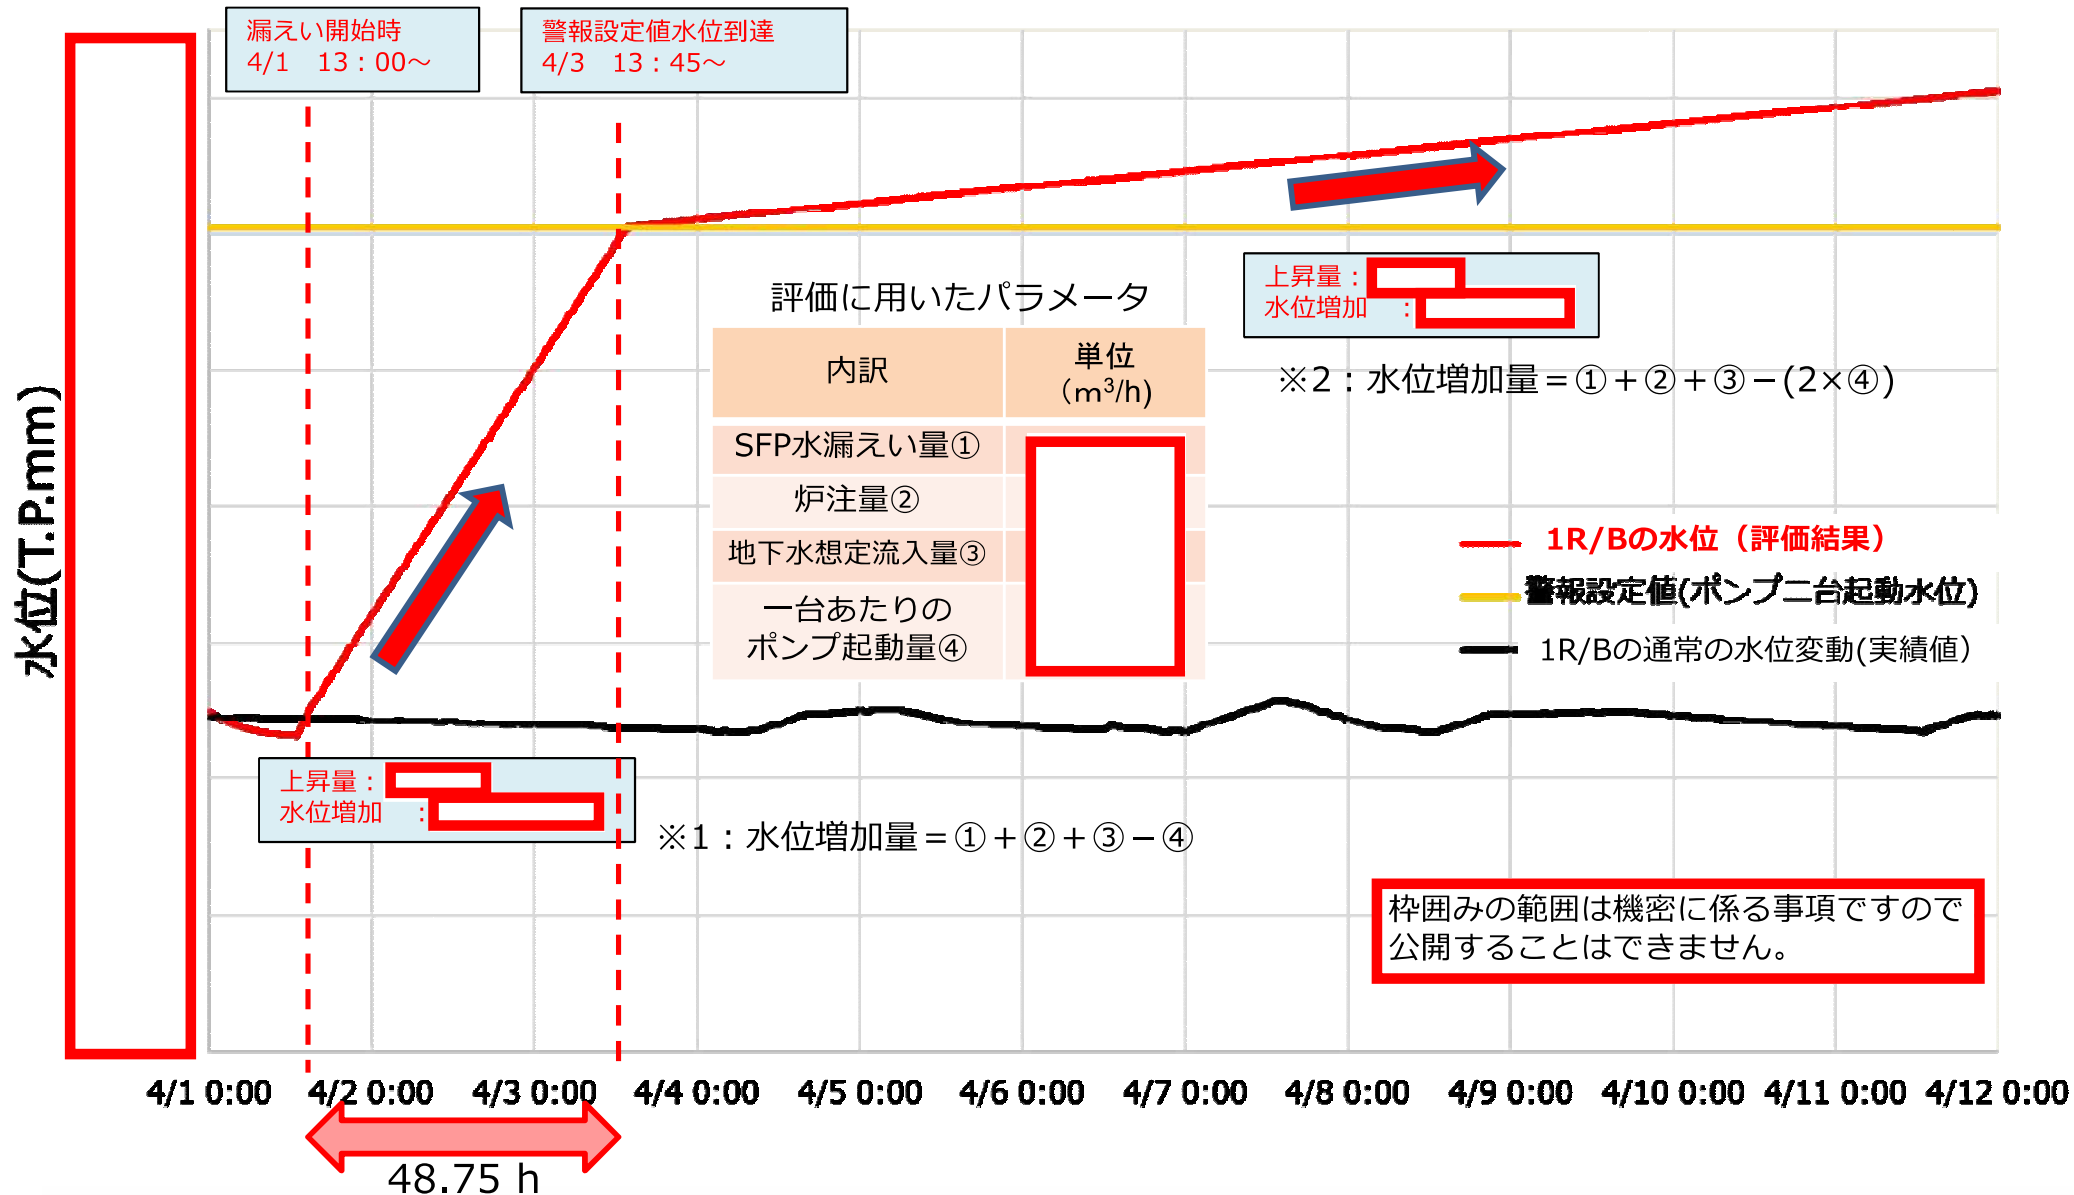 漏えい開始時
4/1　13：00～
警報設定値水位到達
4/3　13：45～
水位(T.P.mm)
評価に用いたパラメータ
内訳
単位
（m³/h)
SFP水漏えい量①
炉注量②
地下水想定流入量③
一台あたりの
ポンプ起動量④
上昇量：
水位増加　：
※2：水位増加量＝①＋②＋③－(2×④)
1R/Bの水位（評価結果）
警報設定値(ポンプ二台起動水位)
1R/Bの通常の水位変動(実績値）
上昇量：
水位増加　：
※1：水位増加量＝①＋②＋③－④
枠囲みの範囲は機密に係る事項ですので
公開することはできません。
4/1 0:00 4/2 0:00 4/3 0:00 4/4 0:00 4/5 0:00 4/6 0:00 4/7 0:00 4/8 0:00 4/9 0:00 4/10 0:00 4/11 0:00 4/12 0:00
48.75 h